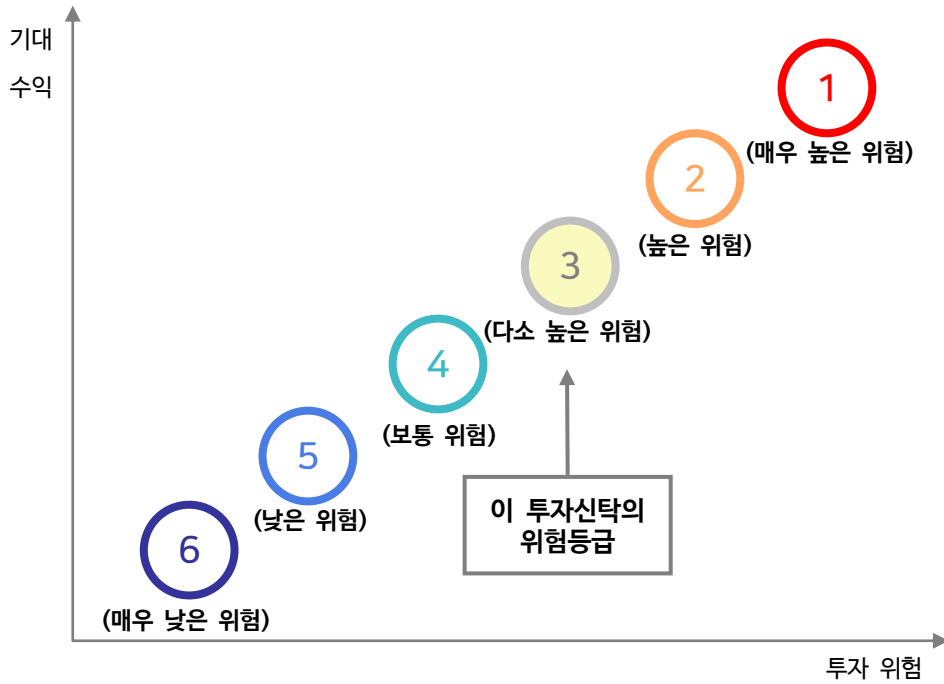 기대
수익
1
(매우 높은 위험)
2
(높은 위험)
3
(다소 높은 위험)
4
(보통 위험)
5
(낮은 위험)
이 투자신탁의
위험등급
6
(매우 낮은 위험)
투자 위험